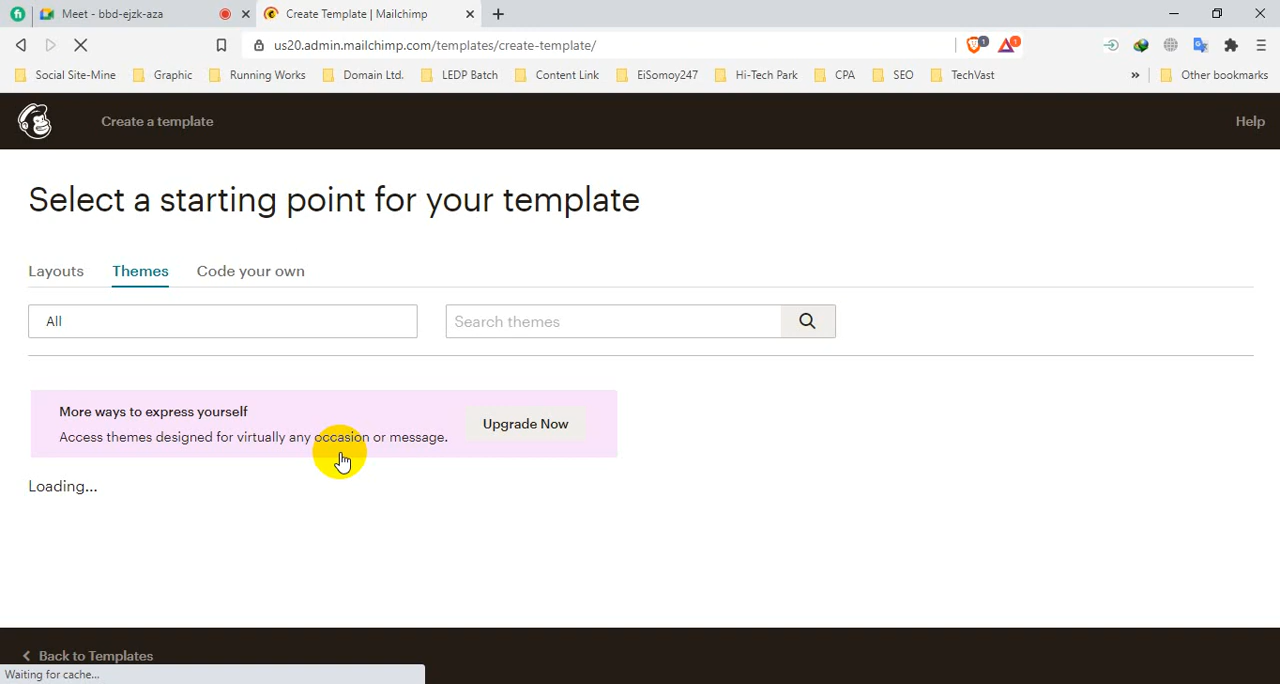 Meet - bbd-ejzk-aza
Create Template | Mailchimp
us20.admin.mailchimp.com/templates/create-template/
1
1
Social Site-Mine
Graphic
Running Works
Domain Ltd.
LEDP Batch
Content Link
EiSomoy247
Hi-Tech Park
CPA
SEO
TechVast
»
Other bookmarks
Create a template
Help
Select a starting point for your template
Layouts
Themes
Code your own
All
Search themes
More ways to express yourself
Access themes designed for virtually any occasion or message.
Upgrade Now
Loading...
Back to Templates
Waiting for cache...